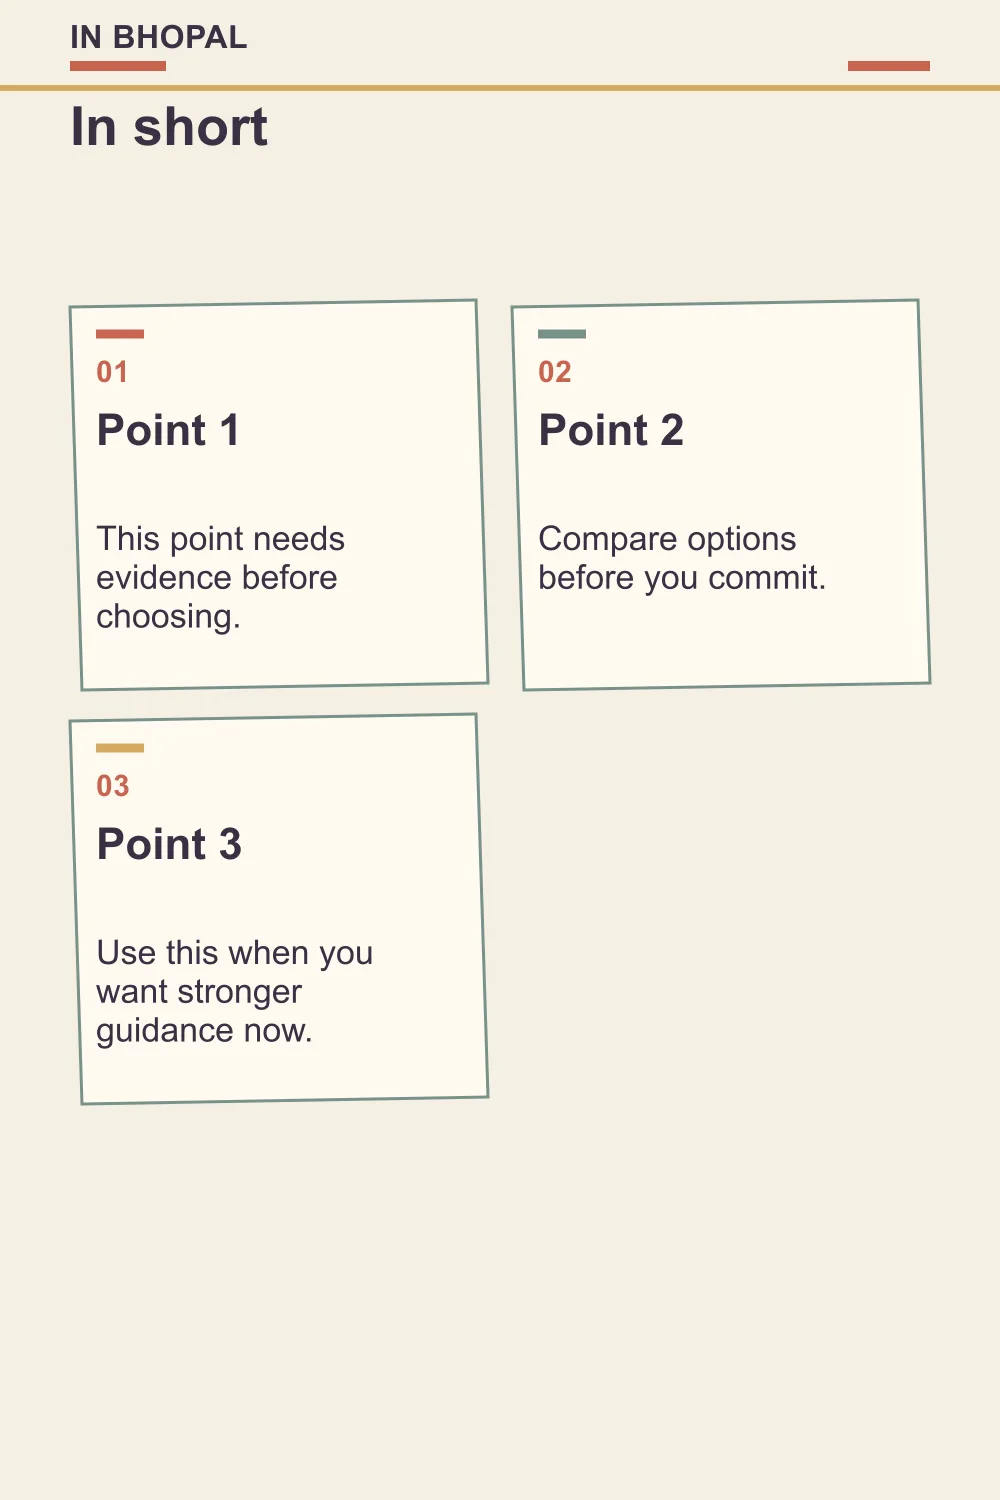 IN BHOPAL
In short
01
Point 1
This point needs
evidence before
choosing.
02
Point 2
Compare options
before you commit.
03
Point 3
Use this when you
want stronger
guidance now.